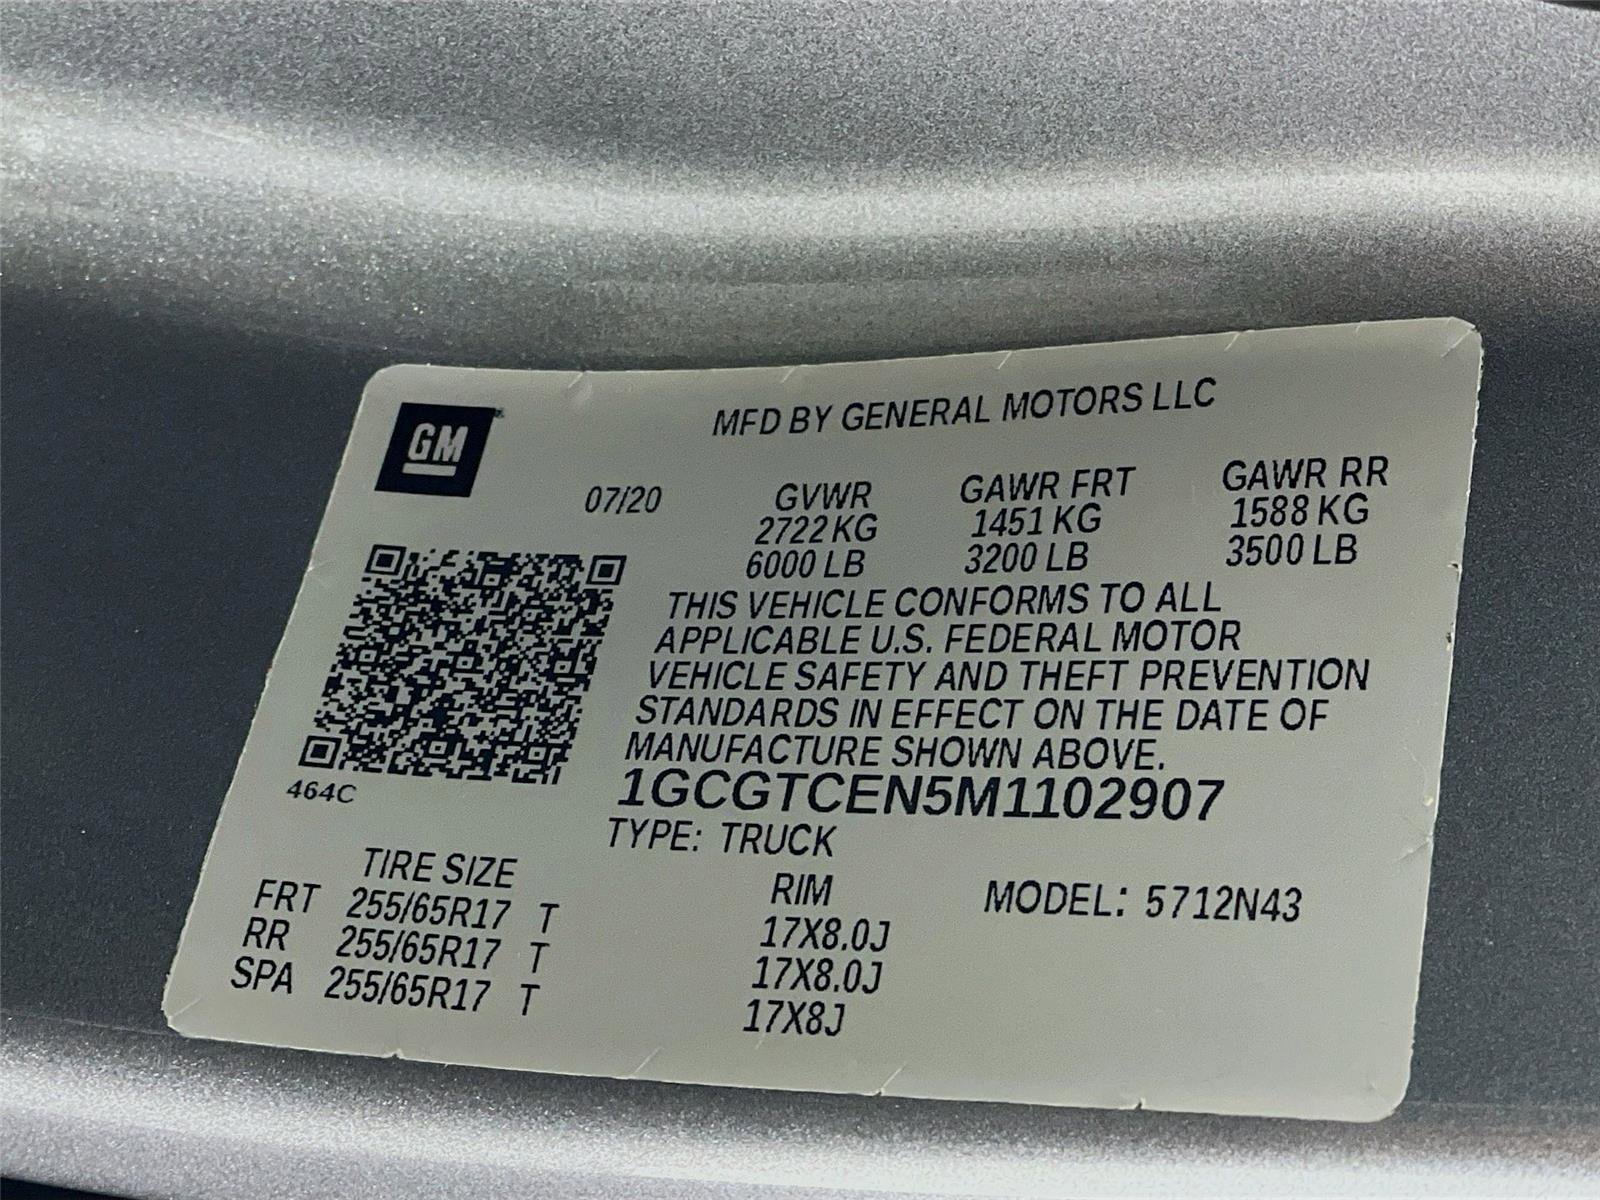 GM
MFD BY GENERAL MOTORS LLC
07/20 GVWR GAWR FRT GAWR RR
2722 KG 1451 KG 1588 KG
6000 LB 3200 LB 3500 LB
THIS VEHICLE CONFORMS TO ALL
APPLICABLE U.S. FEDERAL MOTOR
VEHICLE SAFETY AND THEFT PREVENTION
STANDARDS IN EFFECT ON THE DATE OF
MANUFACTURE SHOWN ABOVE.
464C
1GCGTCEN5M1102907
TYPE: TRUCK
TIRE SIZE RIM MODEL: 5712N43
FRT 255/65R17 T 17X8.0J
RR 255/65R17 T 17X8.0J
SPA 255/65R17 T 17X8J